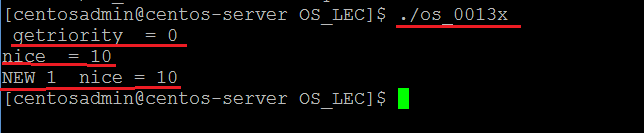 [centosadmin@centos-server OS_LEC]$ ./os_0013x
 getriority  = 0
nice  = 10
NEW 1  nice = 10
[centosadmin@centos-server OS_LEC]$